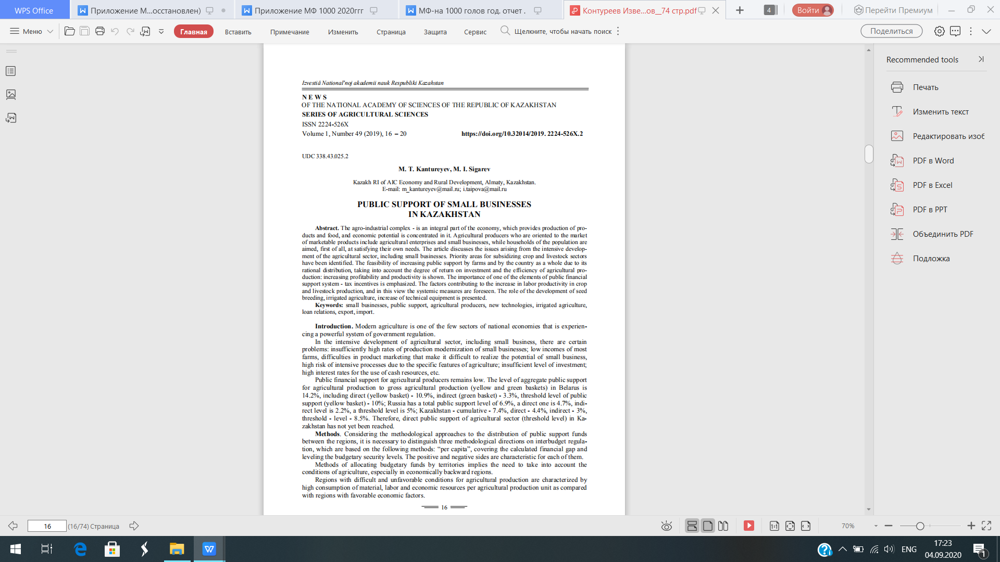 WPS Office
Приложение М...осстановлен)
Приложение МФ 1000 2020ггг
МФ-на 1000 голов год. отчет .
Контуреев Изве...ов__74 стр.pdf
4
Войти
Перейти Премиум
Меню
Главная
Вставить
Примечание
Изменить
Страница
Защита
Сервис
Щелкните, чтобы начать поиск
Поделиться
Izvestiâ National'noj akademii nauk Respubliki Kazahstan
N E W S
OF THE NATIONAL ACADEMY OF SCIENCES OF THE REPUBLIC OF KAZAKHSTAN
SERIES OF AGRICULTURAL SCIENCES
ISSN 2224-526X
Volume 1, Number 49 (2019), 16 – 20 https://doi.org/10.32014/2019. 2224-526X.2
UDC 338.43.025.2
M. T. Kantureyev, M. I. Sigarev
Kazakh RI of AIC Economy and Rural Development, Almaty, Kazakhstan.
E-mail: m_kantureyev@mail.ru; i.taipova@mail.ru
PUBLIC SUPPORT OF SMALL BUSINESSES
IN KAZAKHSTAN
Abstract. The agro-industrial complex - is an integral part of the economy, which provides production of pro-
ducts and food, and economic potential is concentrated in it. Agricultural producers who are oriented to the market
of marketable products include agricultural enterprises and small businesses, while households of the population are
aimed, first of all, at satisfying their own needs. The article discusses the issues arising from the intensive develop-
ment of the agricultural sector, including small businesses. Priority areas for subsidizing crop and livestock sectors
have been identified. The feasibility of increasing public support by farms and by the country as a whole due to its
rational distribution, taking into account the degree of return on investment and the efficiency of agricultural pro-
duction: increasing profitability and productivity is shown. The importance of one of the elements of public financial
support system - tax incentives is emphasized. The factors contributing to the increase in labor productivity in crop
and livestock production, and in this view the systemic measures are foreseen. The role of the development of seed
breeding, irrigated agriculture, increase of technical equipment is presented.
Keywords: small businesses, public support, agricultural producers, new technologies, irrigated agriculture,
loan relations, export, import.
Introduction. Modern agriculture is one of the few sectors of national economies that is experien-
cing a powerful system of government regulation.
In the intensive development of agricultural sector, including small business, there are certain
problems: insufficiently high rates of production modernization of small businesses; low incomes of most
farms, difficulties in product marketing that make it difficult to realize the potential of small business,
high risk of intensive processes due to the specific features of agriculture; insufficient level of investment;
high interest rates for the use of cash resources, etc.
Public financial support for agricultural producers remains low. The level of aggregate public support
for agricultural production to gross agricultural production (yellow and green baskets) in Belarus is
14.2%, including direct (yellow basket) - 10.9%, indirect (green basket) - 3.3%, threshold level of public
support (yellow basket) - 10%; Russia has a total public support level of 6.9%, a direct one is 4.7%, indi-
rect level is 2.2%, a threshold level is 5%; Kazakhstan - cumulative - 7.4%, direct - 4.4%, indirect - 3%,
threshold - level - 8.5%. Therefore, direct public support of agricultural sector (threshold level) in Ka-
zakhstan has not yet been reached.
Methods. Considering the methodological approaches to the distribution of public support funds
between the regions, it is necessary to distinguish three methodological directions on interbudget regula-
tion, which are based on the following methods: “per capita”, covering the calculated financial gap and
leveling the budgetary security levels. The positive and negative sides are characteristic for each of them.
Methods of allocating budgetary funds by territories implies the need to take into account the
conditions of agriculture, especially in economically backward regions.
Regions with difficult and unfavorable conditions for agricultural production are characterized by
high consumption of material, labor and economic resources per agricultural production unit as compared
with regions with favorable economic factors.
16
Recommended tools
Печать
Изменить текст
Редактировать изоб
PDF в Word
PDF в Excel
PDF в PPT
Объединить PDF
Подложка
16
(16/74) Страница
70%
ENG
17:23
04.09.2020
1